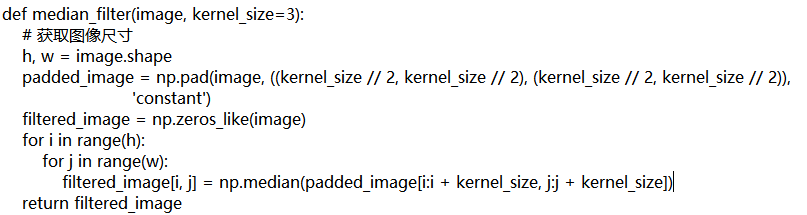 def median_filter(image, kernel_size=3):
# 获取图像尺寸
h, w = image.shape
padded_image = np.pad(image, ((kernel_size // 2, kernel_size // 2), (kernel_size // 2, kernel_size // 2)),
'constant')
filtered_image = np.zeros_like(image)
for i in range(h):
for j in range(w):
filtered_image[i, j] = np.median(padded_image[i:i + kernel_size, j:j + kernel_size])
return filtered_image